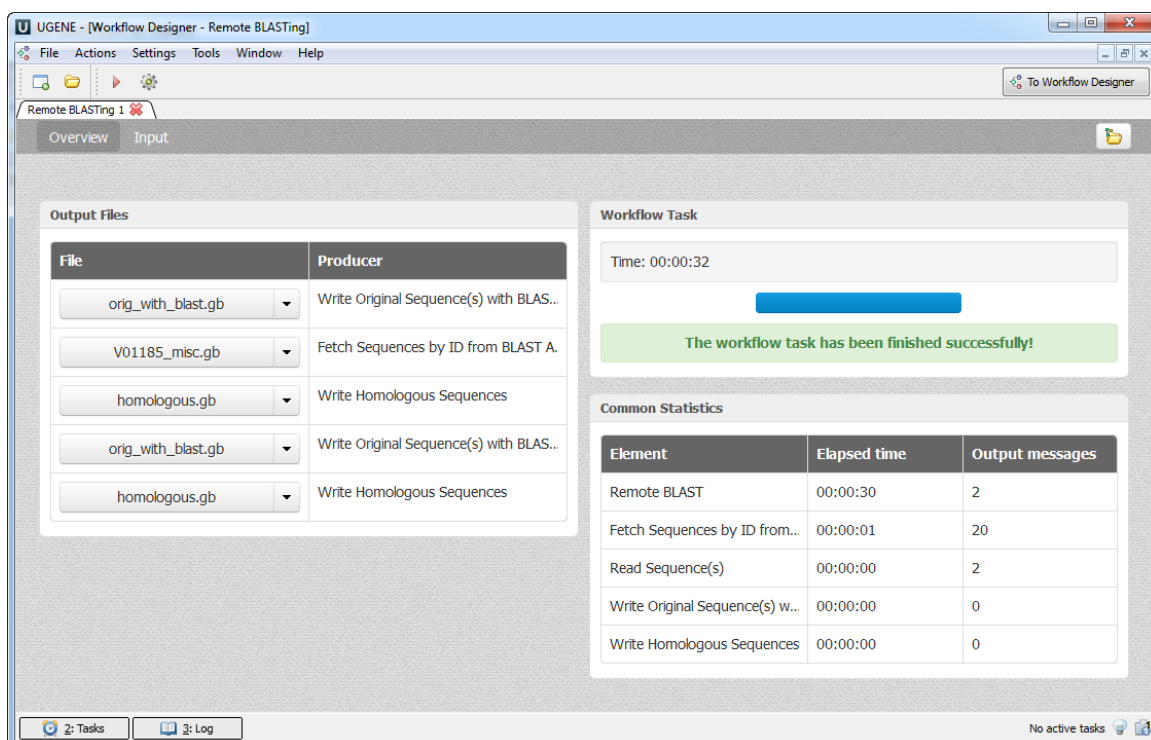 UGENE - [Workflow Designer - Remote BLASTing]
File Actions Settings Tools Window Help
To Workflow Designer
Remote BLASTing 1
Overview Input
Output Files
File Producer
orig_with_blast.gb Write Original Sequence(s) with BLAS...
V01185_misc.gb Fetch Sequences by ID from BLAST A.
homologous.gb Write Homologous Sequences
orig_with_blast.gb Write Original Sequence(s) with BLAS...
homologous.gb Write Homologous Sequences
Workflow Task
Time: 00:00:32
The workflow task has been finished successfully!
Common Statistics
Element Elapsed time Output messages
Remote BLAST 00:00:30 2
Fetch Sequences by ID from... 00:00:01 20
Read Sequence(s) 00:00:00 2
Write Original Sequence(s) w... 00:00:00 0
Write Homologous Sequences 00:00:00 0
2: Tasks 3: Log No active tasks